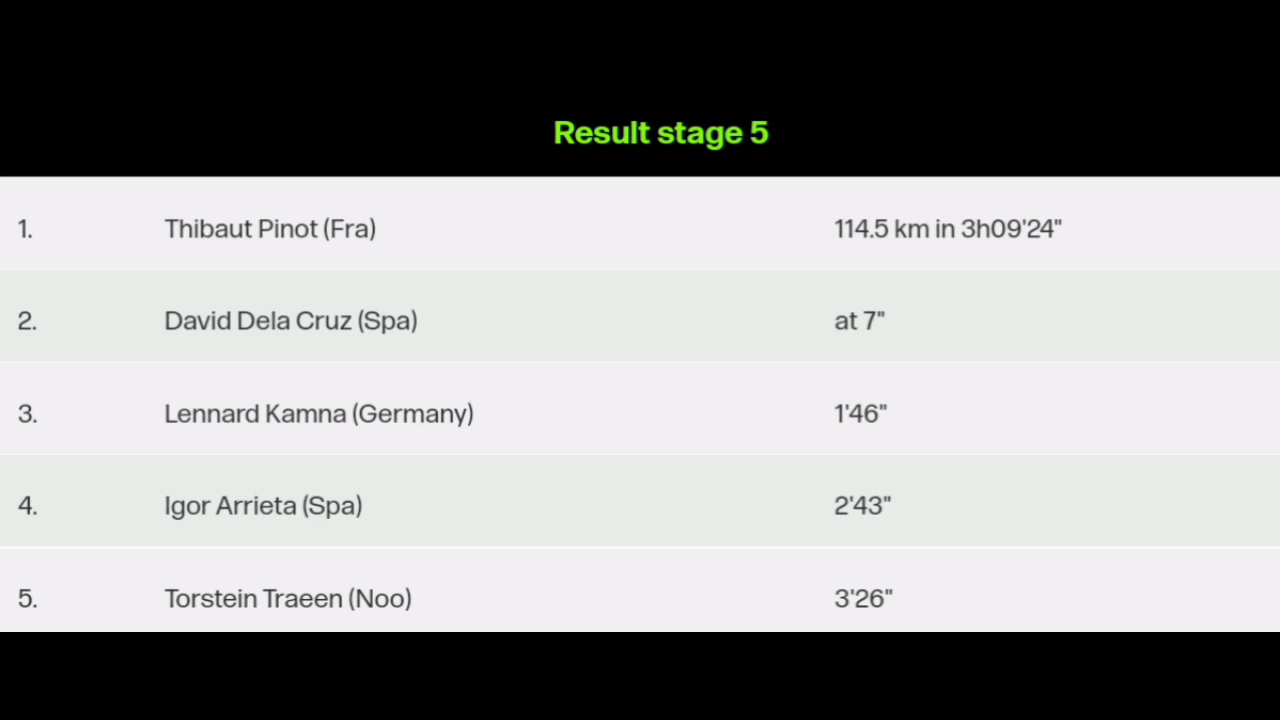 Result stage 5
1. Thibaut Pinot (Fra) 114.5 km in 3h09'24"
2. David Dela Cruz (Spa) at 7"
3. Lennard Kamna (Germany) 1'46"
4. Igor Arrieta (Spa) 2'43"
5. Torstein Traeen (Noo) 3'26"